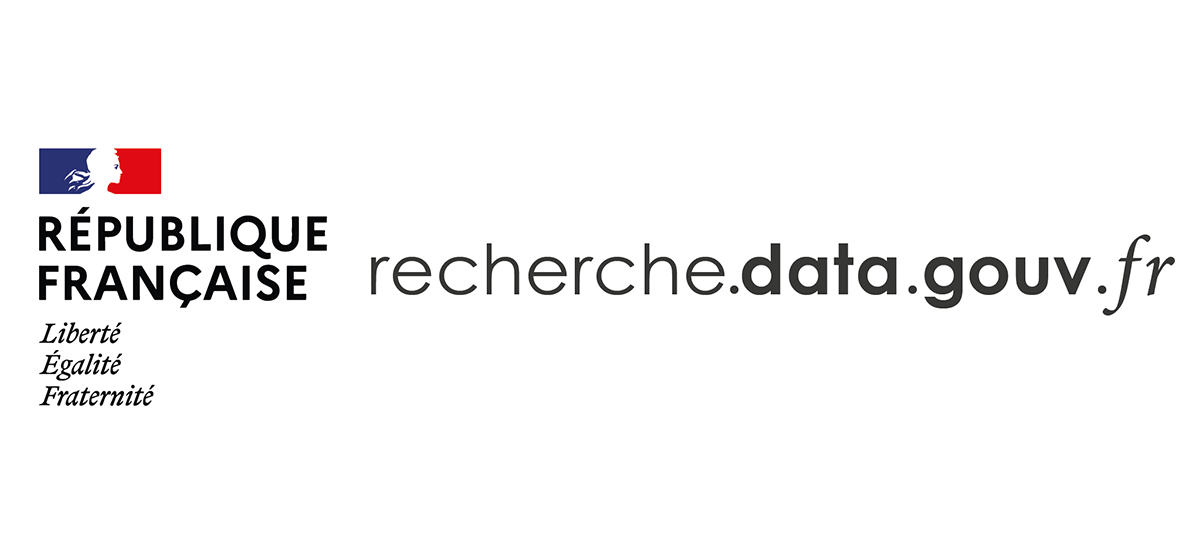 RÉPUBLIQUE
FRANÇAISE
Liberté
Égalité
Fraternité
recherche.data.gouv.fr